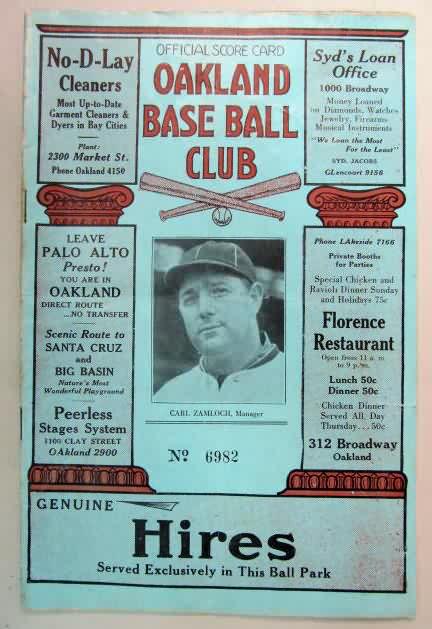 OFFICIAL SCORE CARD
OAKLAND
BASE BALL
CLUB
No-D-Lay
Cleaners
Most Up-to-Date
Garment Cleaners &
Dyers in Bay Cities
Plant:
2300 Market St.
Phone Oakland 4150
Syd's Loan
Office
1000 Broadway
Money Loaned
on Diamonds, Watches
Jewelry, Firearms
Musical Instruments
"We Loan the Most
For the Least"
SYD. JACOBS
GLencourt 9156
LEAVE
PALO ALTO
Presto!
YOU ARE IN
OAKLAND
DIRECT ROUTE
...NO TRANSFER
Scenic Route to
SANTA CRUZ
and
BIG BASIN
Nature's Most
Wonderful Playground
Peerless
Stages System
1100 CLAY STREET
OAkland 2900
CARL ZAMLOCH, Manager
No 6982
Phone LAkeside 7166
Private Booths
for Parties
Special Chicken and
Ravioli Dinner Sunday
and Holidays 75c
Florence
Restaurant
Open from 11 a. m.
to 9 p. m.
Lunch 50c
Dinner 50c
Chicken Dinner
Served All Day
Thursday...50c
312 Broadway
Oakland
GENUINE
Hires
Served Exclusively in This Ball Park